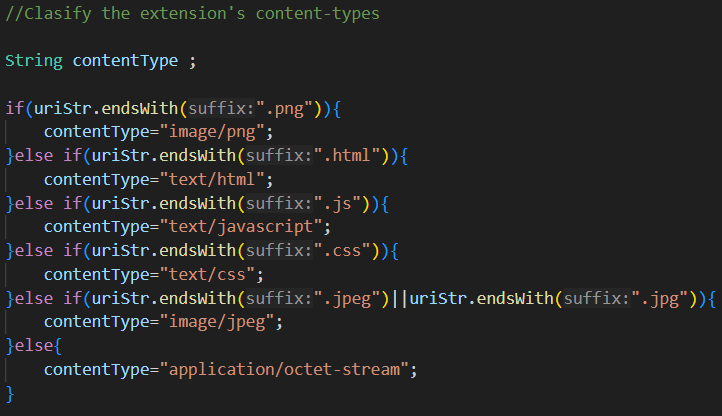 //Clasify the extension's content-types
String contentType ;
if(uriStr.endsWith(suffix:".png")){
contentType="image/png";
}else if(uriStr.endsWith(suffix:".html")){
contentType="text/html";
}else if(uriStr.endsWith(suffix:".js")){
contentType="text/javascript";
}else if(uriStr.endsWith(suffix:".css")){
contentType="text/css";
}else if(uriStr.endsWith(suffix:".jpeg")||uriStr.endsWith(suffix:".jpg")){
contentType="image/jpeg";
}else{
contentType="application/octet-stream";
}